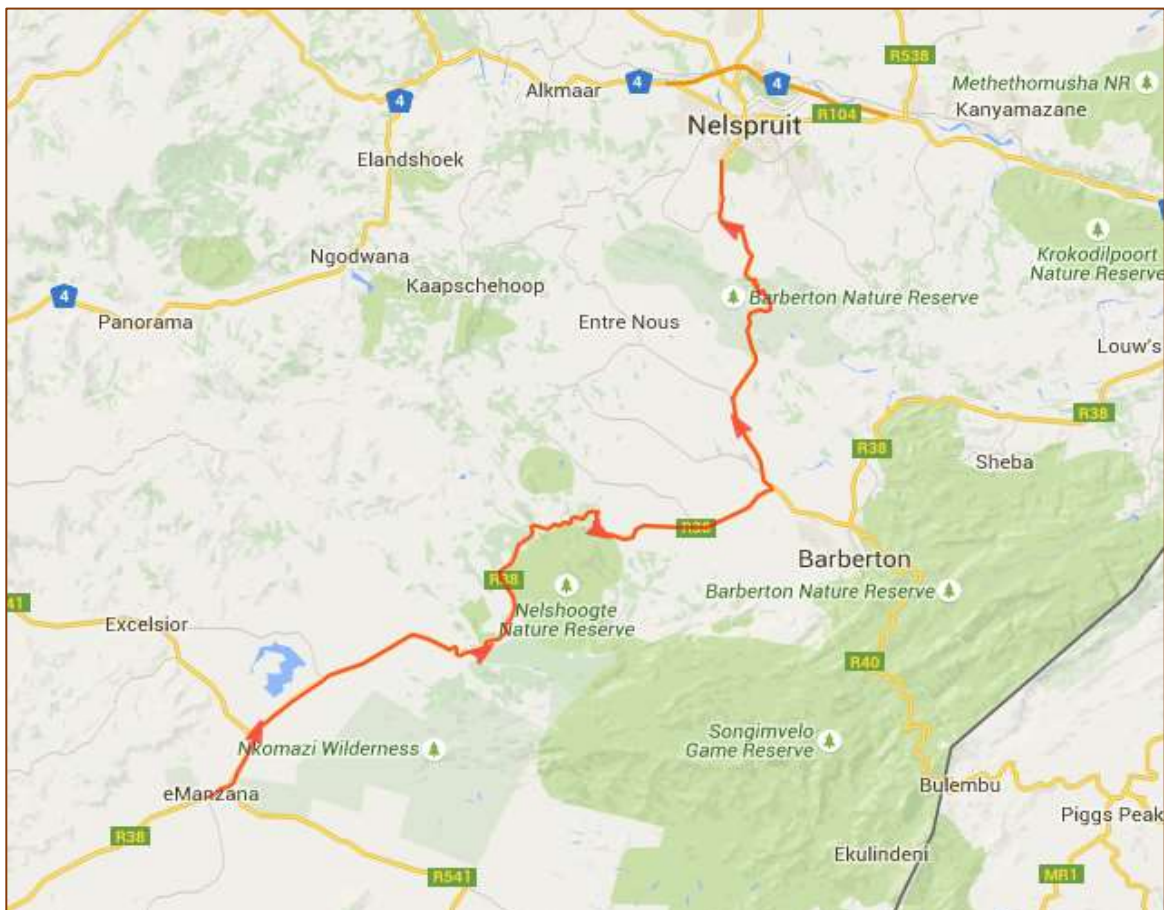 R538
Methethomusha NR
4
Alkmaar
4
4
Kanyamazane
Nelspruit
R104
Elandshoek
Ngodwana
Krokodilpoort
Nature Reserve
Kaapschehoop
4
Barberton Nature Reserve
Panorama
Entre Nous
Louw's
R38
R38
Sheba
R38
Barberton
R38
Nelshoogte
Nature Reserve
Barberton Nature Reserve
41
Excelsior
R40
Songimvelo
Game Reserve
Nkomazi Wilderness
eManzana
Bulembu
Piggs Peak
R38
Ekulindeni
R541
MR1